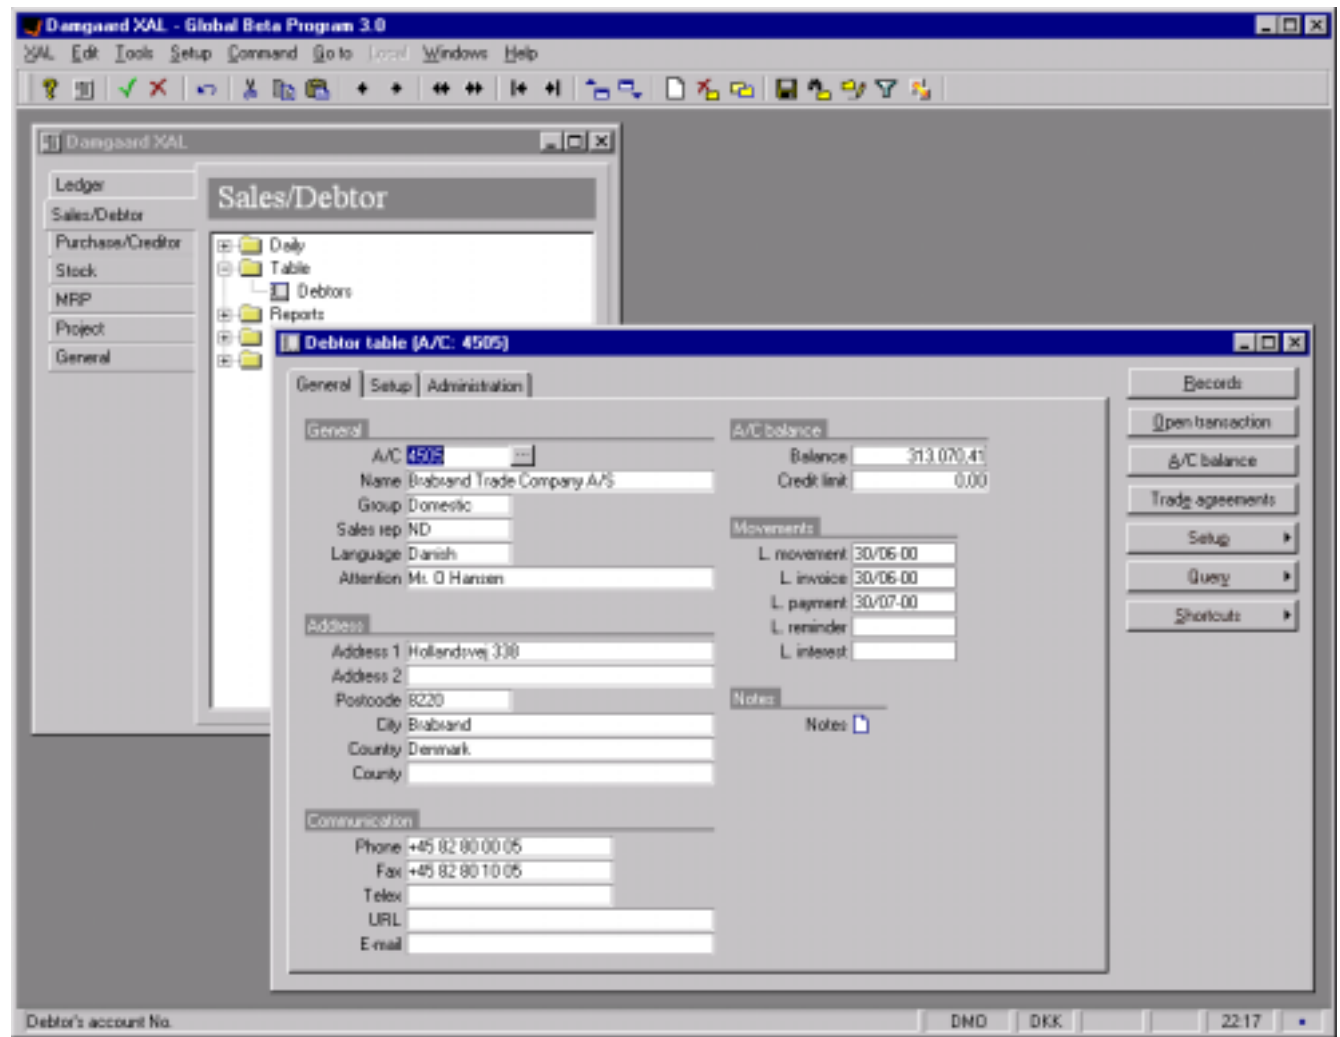 Damgaard XAL - Global Beta Program 3.0
XAL Edit Tools Setup Command Go to Local Windows Help
Damgaard XAL
Ledger
Sales/Debtor
Purchase/Creditor
Stock
MRP
Project
General
Sales/Debtor
Daily
Table
Debtors
Reports
Debtor table (A/C: 4505)
General Setup Administration
General
A/C 4505 ...
Name Brabrand Trade Company A/S
Group Domestic
Sales rep ND
Language Danish
Attention Mr. O Hansen
Address
Address 1 Hollandsvej 338
Address 2
Postcode 8220
City Brabrand
Country Denmark
County
Communication
Phone +45 82 80 00 05
Fax +45 82 80 10 05
Telex
URL
E-mail
A/C balance
Balance 313.070,41
Credit limit 0,00
Movements
L. movement 30/06-00
L. invoice 30/06-00
L. payment 30/07-00
L. reminder
L. interest
Notes
Notes
Records
Open transaction
A/C balance
Trade agreements
Setup
Query
Shortcuts
Debtor's account No. DMO DKK 22:17